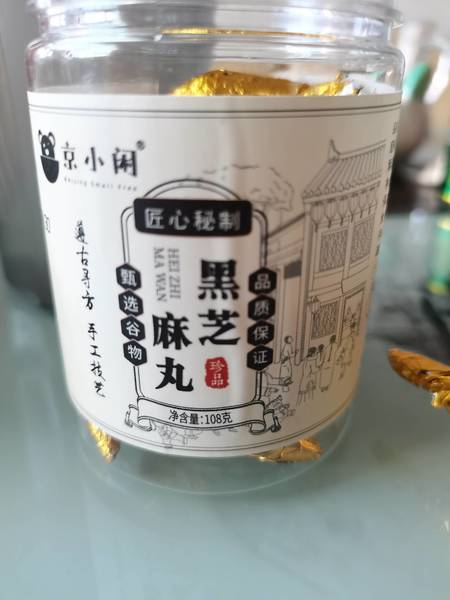 京小闲®
Beijing Small Free
匠心秘制
遵古寻方 手工技艺
甄选谷物
HEI ZHI
MA WAN
黑芝
麻丸
珍品
品质保证
净含量:108克